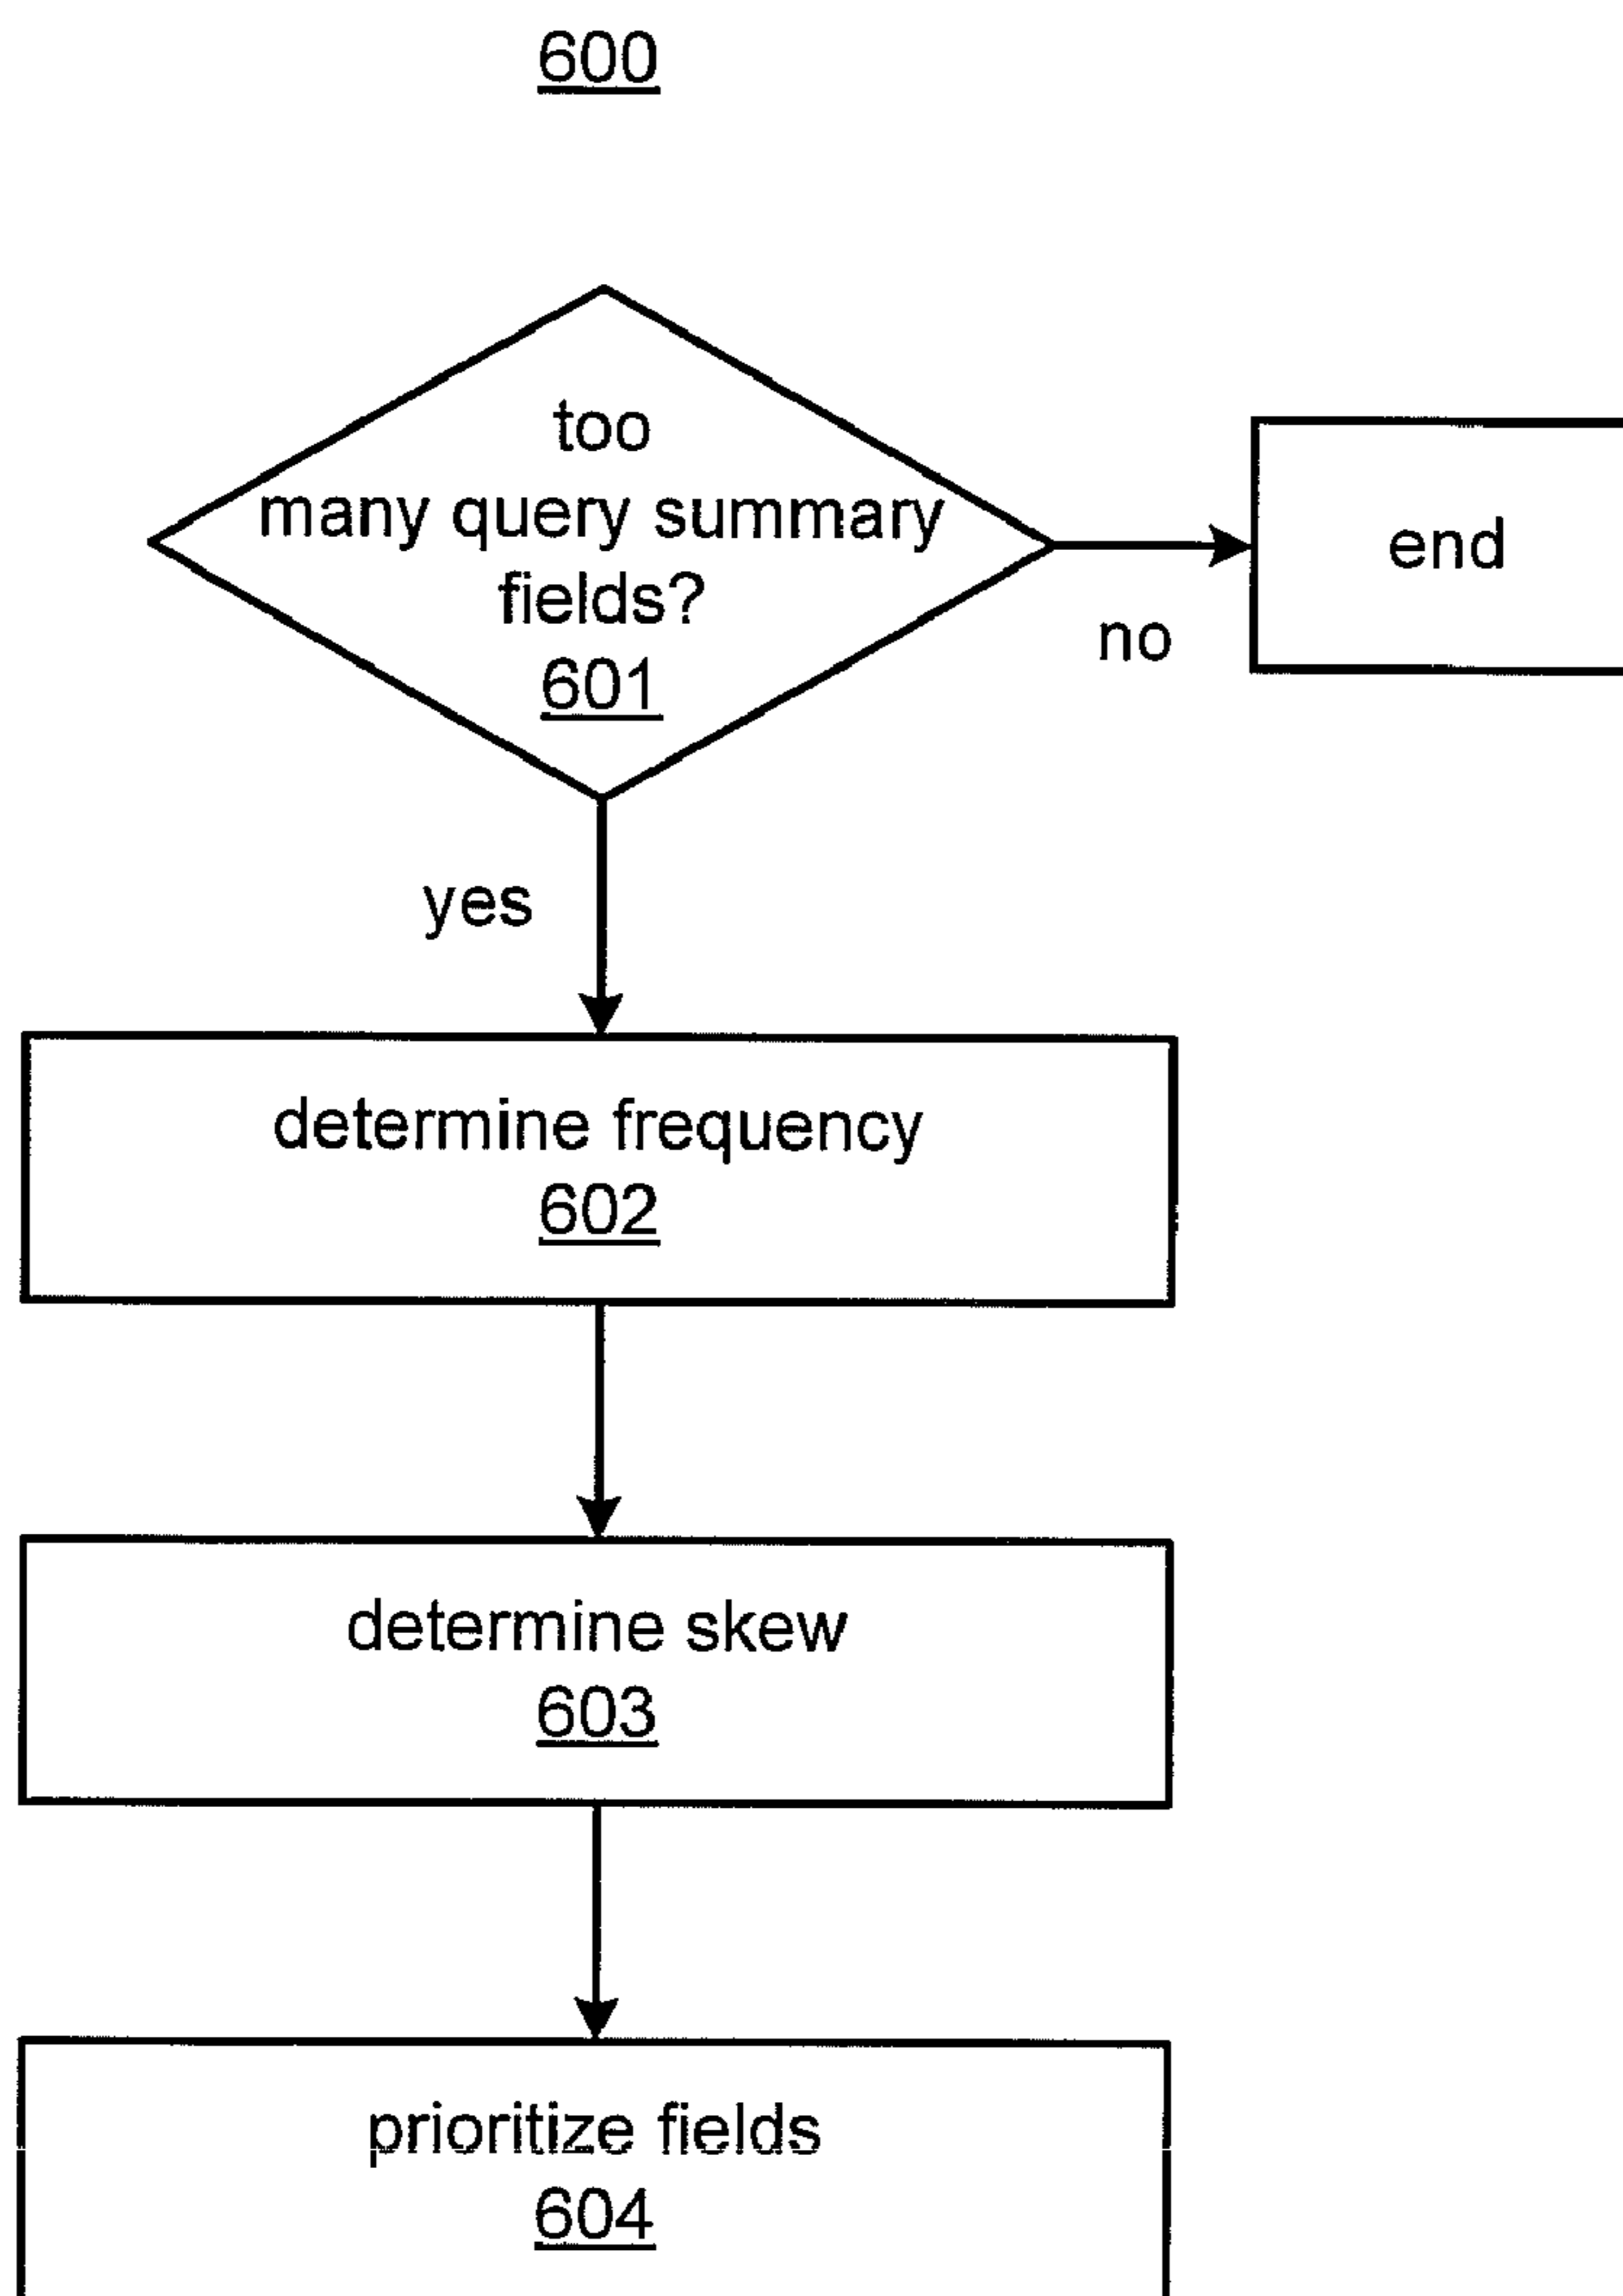 600
too
many query summary
fields?
601
end
no
yes
determine frequency
602
determine skew
603
prioritize fields
604